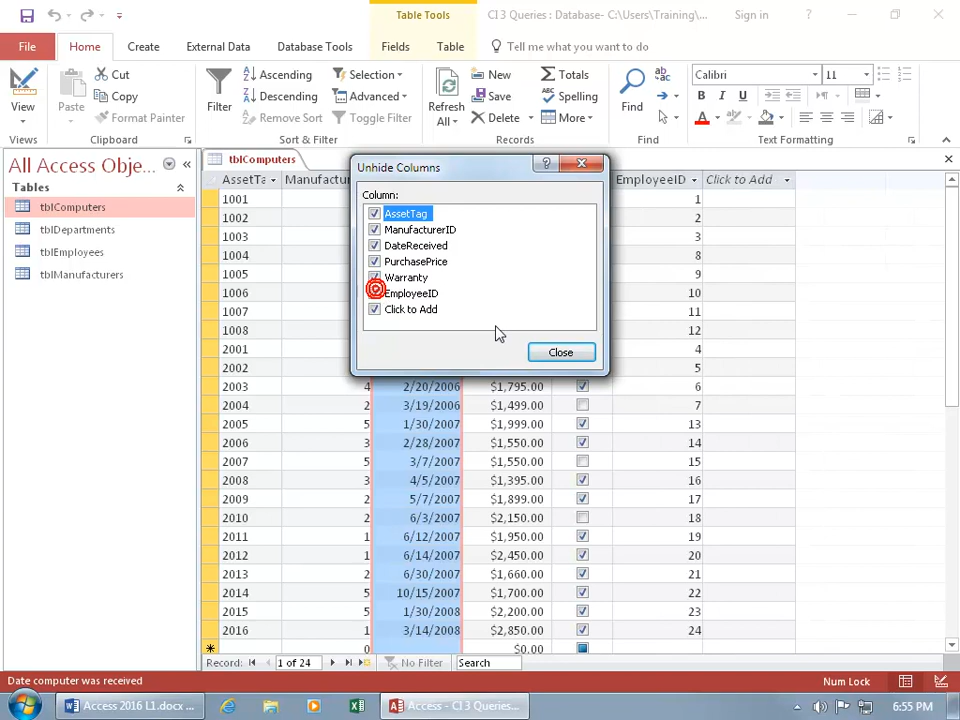 Table Tools
CI 3 Queries : Database- C:\Users\Training\...
Sign in
?
File
Home
Create
External Data
Database Tools
Fields
Table
Tell me what you want to do
View
Paste
Cut
Copy
Format Painter
Filter
Ascending
Descending
Remove Sort
Selection
Advanced
Toggle Filter
Refresh
All
New
Save
Delete
Totals
Spelling
More
Find
Calibri
11
B I U
A
Views
Clipboard
Sort & Filter
Records
Find
Text Formatting
All Access Obje...
Tables
tblComputers
tblDepartments
tblEmployees
tblManufacturers
tblComputers
AssetTa
Manufactur
EmployeeID
Click to Add
1001 1
1002 2
1003 3
1004 8
1005 9
1006 10
1007 11
1008 12
2001 4
2002 5
2003 4 2/20/2006 $1,795.00 6
2004 2 3/19/2006 $1,499.00 7
2005 5 1/30/2007 $1,999.00 13
2006 3 2/28/2007 $1,550.00 14
2007 5 3/7/2007 $1,550.00 15
2008 3 4/5/2007 $1,395.00 16
2009 2 5/7/2007 $1,899.00 17
2010 2 6/3/2007 $2,150.00 18
2011 1 6/12/2007 $1,950.00 19
2012 1 6/14/2007 $2,450.00 20
2013 2 6/30/2007 $1,660.00 21
2014 5 10/15/2007 $1,700.00 22
2015 5 1/30/2008 $2,200.00 23
2016 1 3/14/2008 $2,850.00 24
* 0 $0.00
Unhide Columns
?
Column:
AssetTag
ManufacturerID
DateReceived
PurchasePrice
Warranty
EmployeeID
Click to Add
Close
Record: 1 of 24 No Filter Search
Date computer was received
Num Lock
Access 2016 L1.docx ...
Access - CI 3 Queries...
6:55 PM